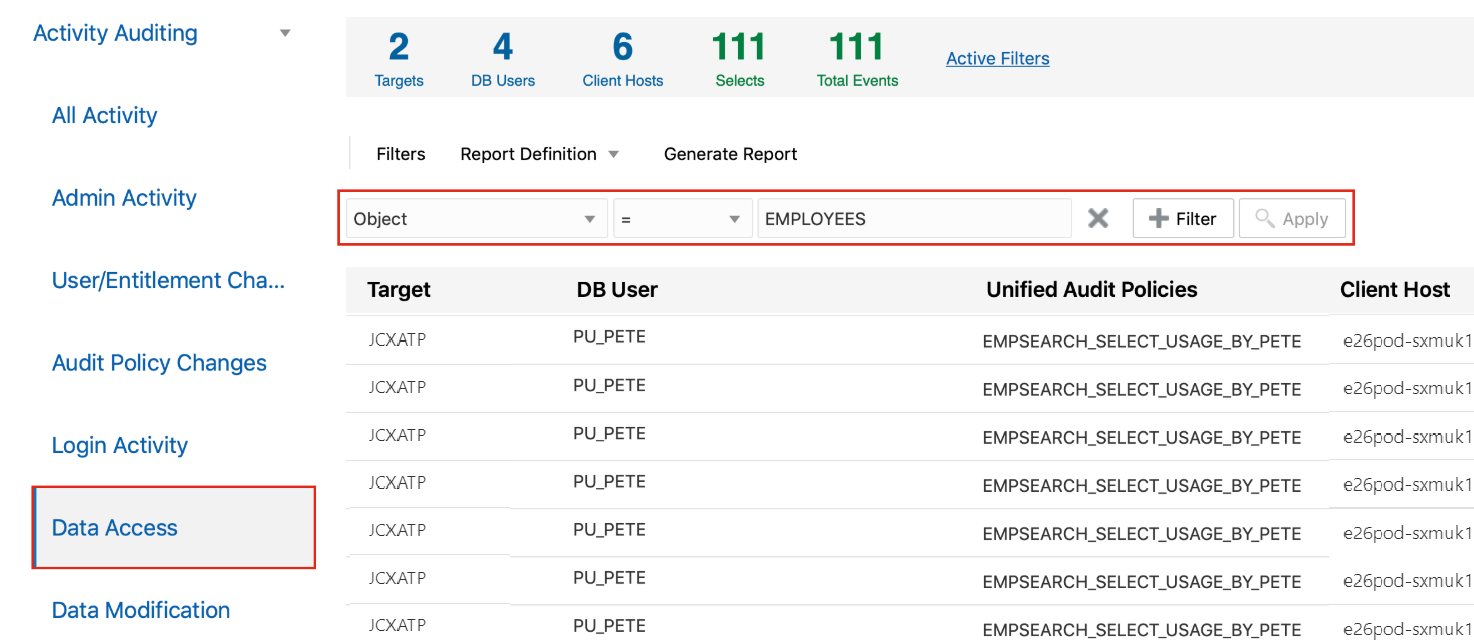 Activity Auditing
All Activity
Admin Activity
User/Entitlement Cha...
Audit Policy Changes
Login Activity
Data Access
Data Modification
2 4 6 111 111
Targets DB Users Client Hosts Selects Total Events Active Filters
Filters Report Definition Generate Report
Object = EMPLOYEES Filter Apply
Target DB User Unified Audit Policies Client Host
JCXATP PU_PETE EMPSEARCH_SELECT_USAGE_BY_PETE e26pod-sxmuk1
JCXATP PU_PETE EMPSEARCH_SELECT_USAGE_BY_PETE e26pod-sxmuk1
JCXATP PU_PETE EMPSEARCH_SELECT_USAGE_BY_PETE e26pod-sxmuk1
JCXATP PU_PETE EMPSEARCH_SELECT_USAGE_BY_PETE e26pod-sxmuk1
JCXATP PU_PETE EMPSEARCH_SELECT_USAGE_BY_PETE e26pod-sxmuk1
JCXATP PU_PETE EMPSEARCH_SELECT_USAGE_BY_PETE e26pod-sxmuk1
JCXATP PU_PETE EMPSEARCH_SELECT_USAGE_BY_PETE e26pod-sxmuk1